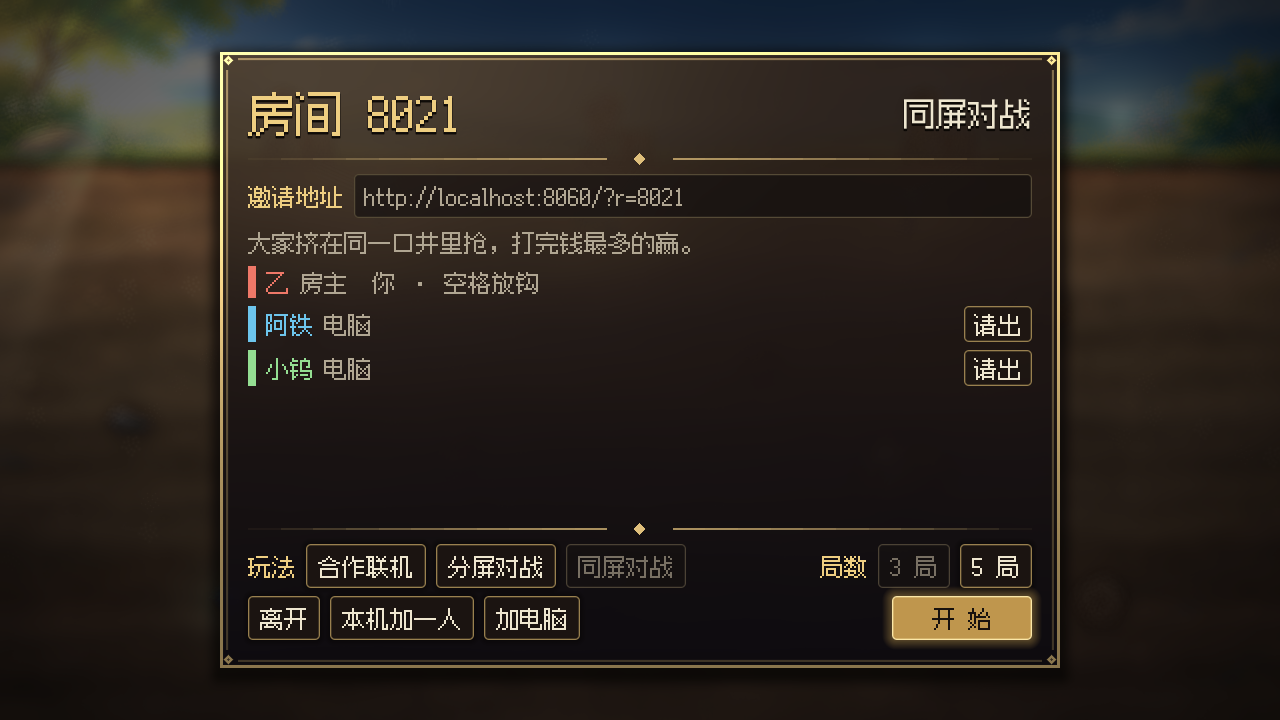 房间 8021
同屏对战
邀请地址 http://localhost:8060/?r=8021
大家挤在同一口井里抢，打完钱最多的赢。
乙 房主 你 · 空格放钩
阿铁 电脑 请出
小钨 电脑 请出
玩法 合作联机 分屏对战 同屏对战 局数 3 局 5 局
离开 本机加一人 加电脑 开 始